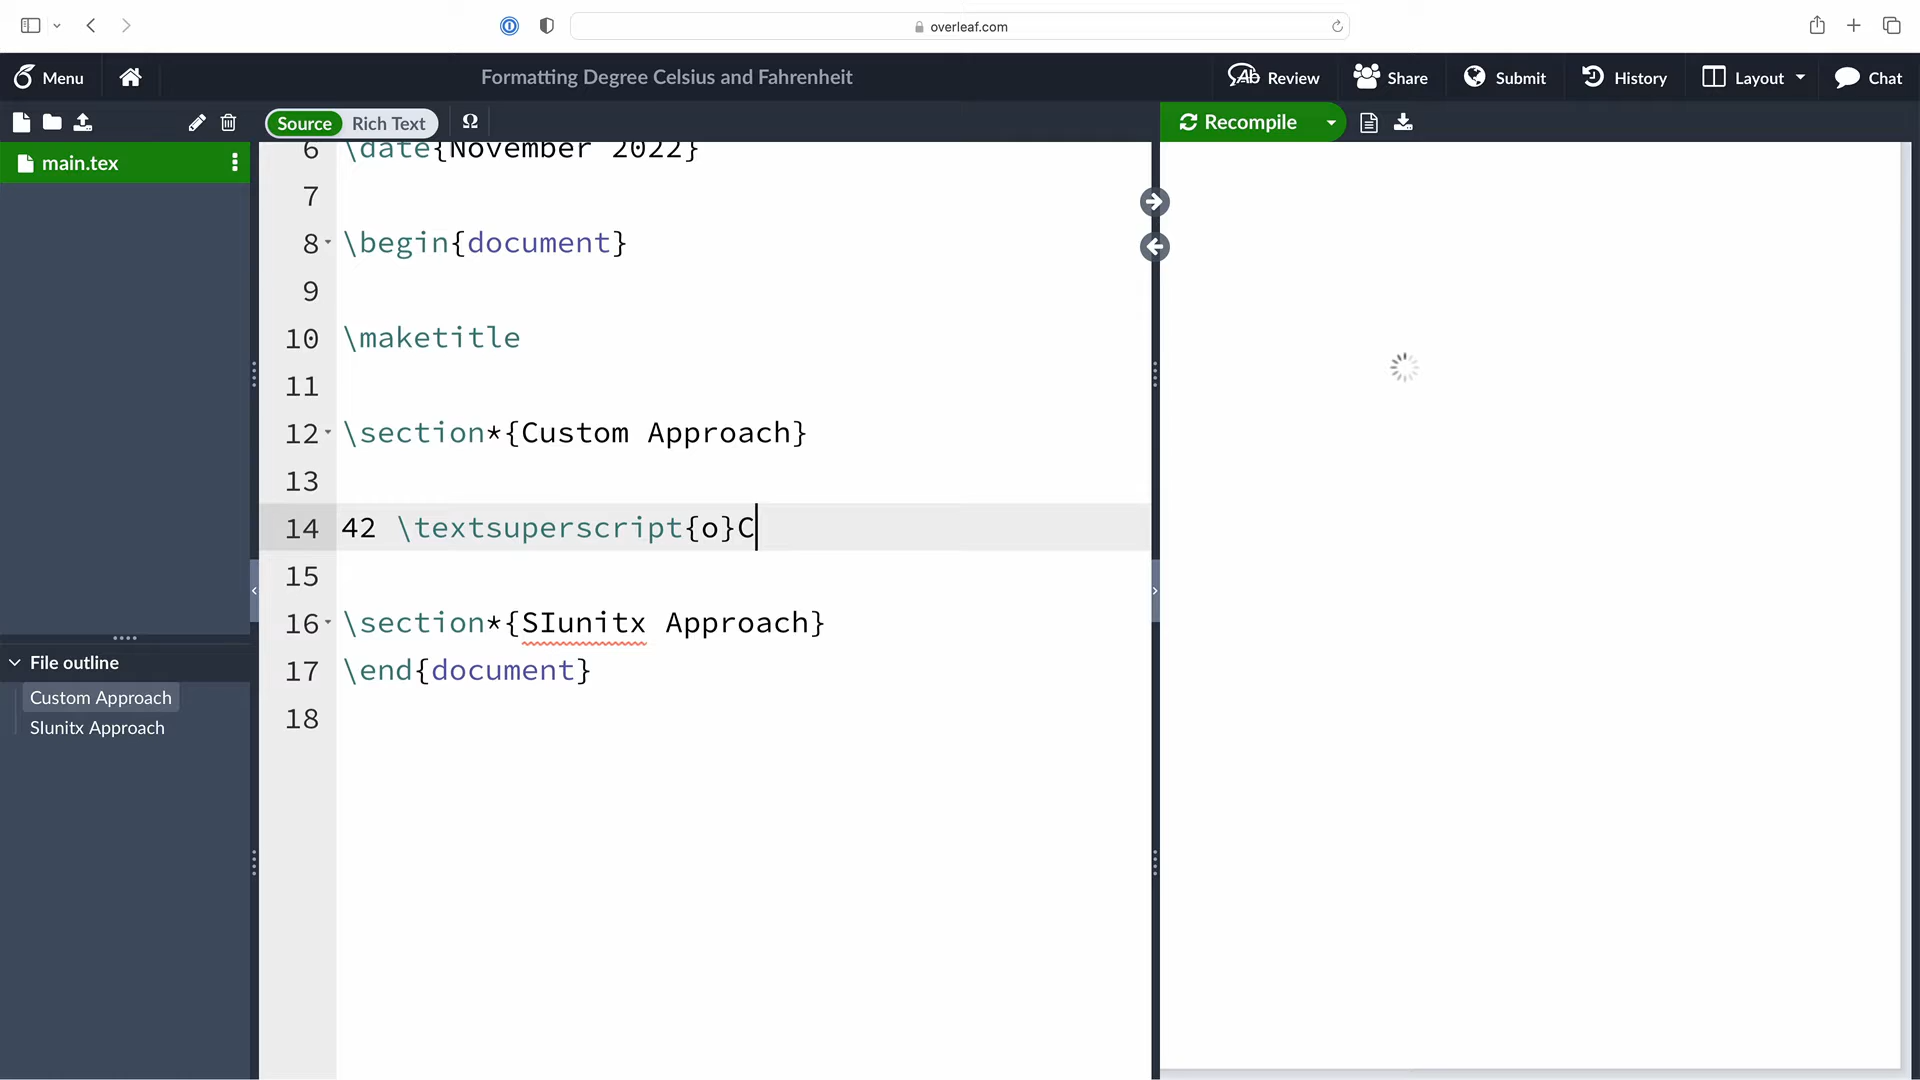 overleaf.com
Menu
Formatting Degree Celsius and Fahrenheit
Review
Share
Submit
History
Layout
Chat
Source
Rich Text
Ω
Recompile
main.tex
6 \date{November 2022}
7
8 \begin{document}
9
10 \maketitle
11
12 \section*{Custom Approach}
13
14 42 \textsuperscript{o}C
15
16 \section*{SIunitx Approach}
17 \end{document}
18
File outline
Custom Approach
SIunitx Approach